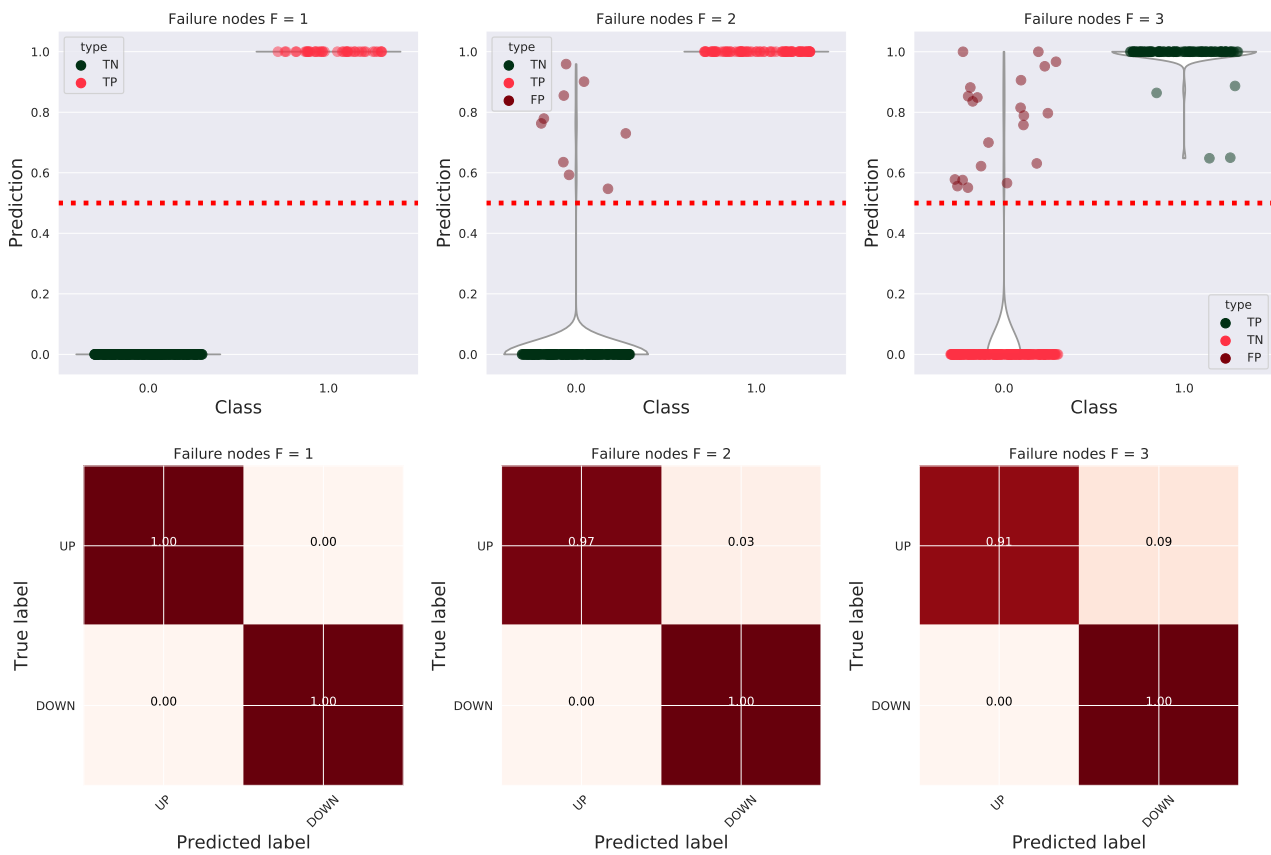 Failure nodes F = 1
Prediction
1.0
0.8
0.6
0.4
0.2
0.0
type
TN
TP
0.0
1.0
Class
Failure nodes F = 2
Prediction
1.0
0.8
0.6
0.4
0.2
0.0
type
TN
TP
FP
0.0
1.0
Class
Failure nodes F = 3
Prediction
1.0
0.8
0.6
0.4
0.2
0.0
type
TP
TN
FP
0.0
1.0
Class
Failure nodes F = 1
True label
UP
DOWN
1.00
0.00
0.00
1.00
UP
DOWN
Predicted label
Failure nodes F = 2
True label
UP
DOWN
0.97
0.03
0.00
1.00
UP
DOWN
Predicted label
Failure nodes F = 3
True label
UP
DOWN
0.91
0.09
0.00
1.00
UP
DOWN
Predicted label